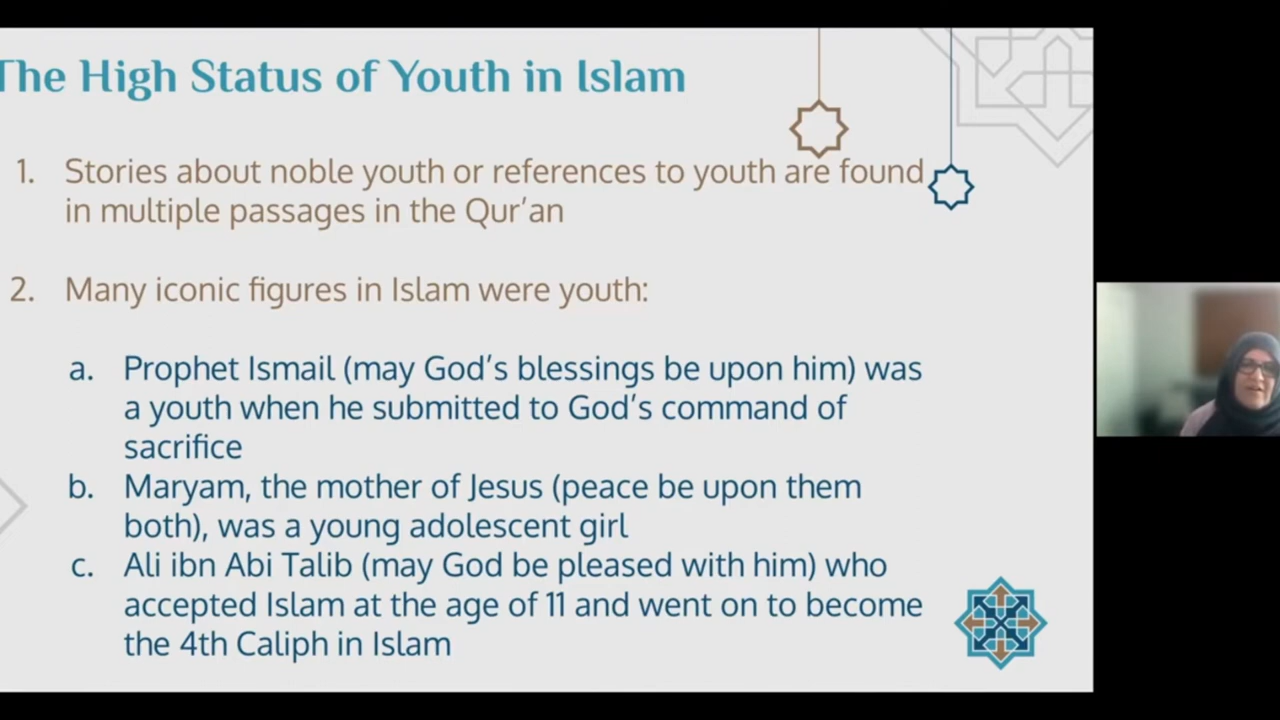 The High Status of Youth in Islam
1. Stories about noble youth or references to youth are found
in multiple passages in the Qur’an
2. Many iconic figures in Islam were youth:
a. Prophet Ismail (may God’s blessings be upon him) was
a youth when he submitted to God’s command of
sacrifice
b. Maryam, the mother of Jesus (peace be upon them
both), was a young adolescent girl
c. Ali ibn Abi Talib (may God be pleased with him) who
accepted Islam at the age of 11 and went on to become
the 4th Caliph in Islam